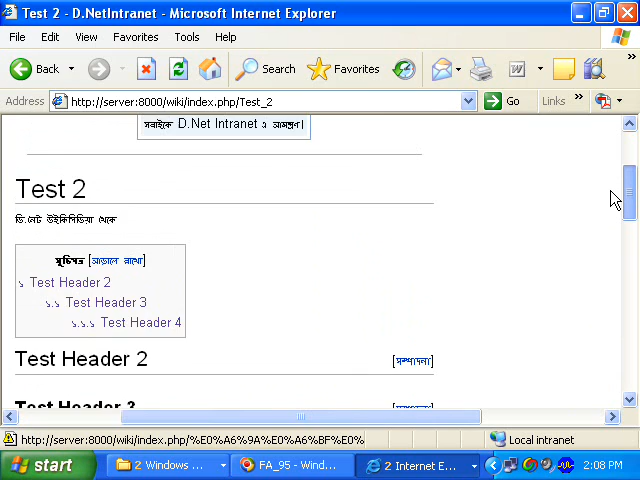 Test 2 - D.NetIntranet - Microsoft Internet Explorer
File Edit View Favorites Tools Help
Back Search Favorites
Address http://server:8000/wiki/index.php/Test_2 Go Links
সবাইকে D.Net Intranet এ আমন্ত্রণ।
Test 2
ডি.নেট উইকিপিডিয়া থেকে
সূচিপত্র [আড়ালে রাখো]
১ Test Header 2
১.১ Test Header 3
১.১.১ Test Header 4
Test Header 2 [সম্পাদনা]
Test Header 3 [সম্পাদনা]
http://server:8000/wiki/index.php/%E0%A6%9A%E0%A6%BF%E0% Local intranet
start 2 Windows ... FA_95 - Wind... 2 Internet E... 2:08 PM